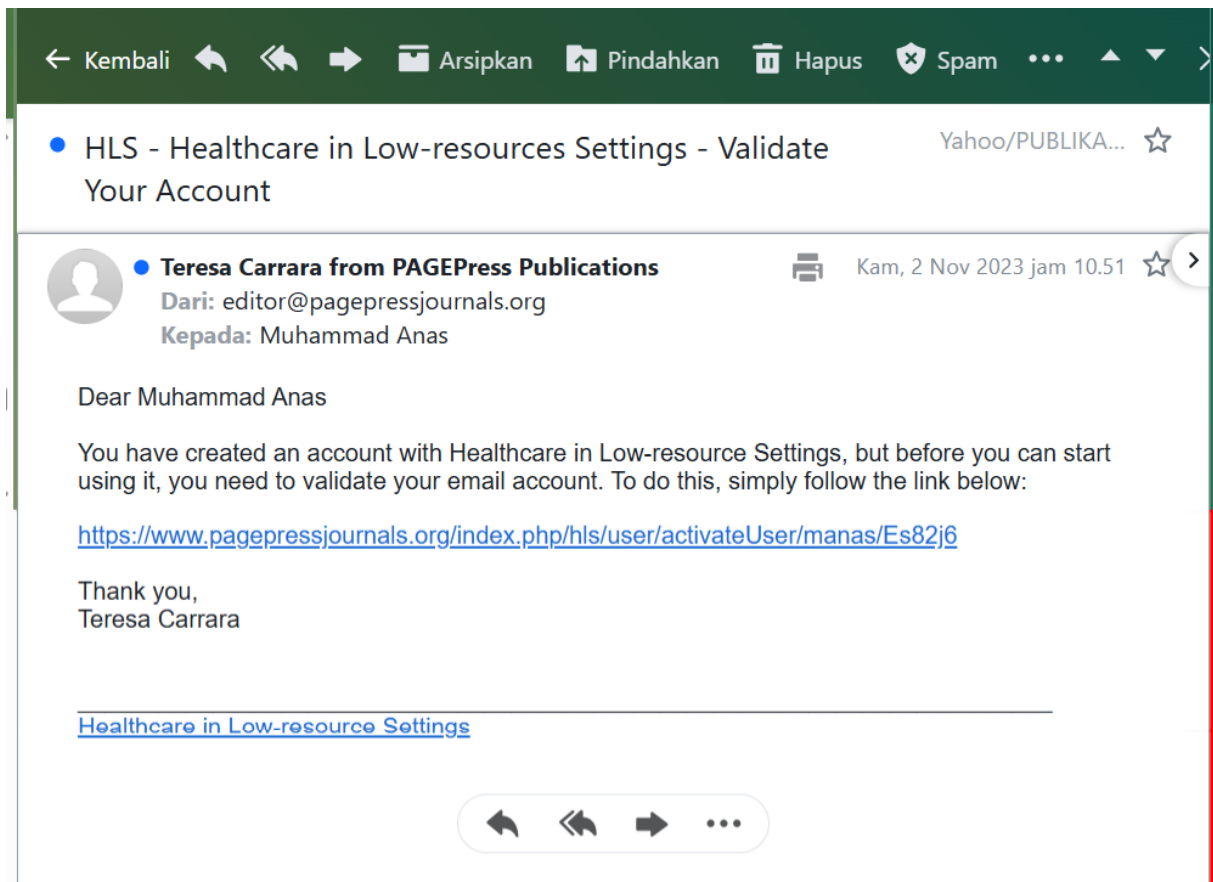 Kembali Arsipkan Pindahkan Hapus Spam
HLS - Healthcare in Low-resources Settings - Validate
Your Account
Yahoo/PUBLIKA...
Teresa Carrara from PAGEPress Publications
Kam, 2 Nov 2023 jam 10.51
Dari: editor@pagepressjournals.org
Kepada: Muhammad Anas
Dear Muhammad Anas
You have created an account with Healthcare in Low-resource Settings, but before you can start
using it, you need to validate your email account. To do this, simply follow the link below:
https://www.pagepressjournals.org/index.php/hls/user/activateUser/manas/Es82j6
Thank you,
Teresa Carrara
Healthcare in Low-resource Settings